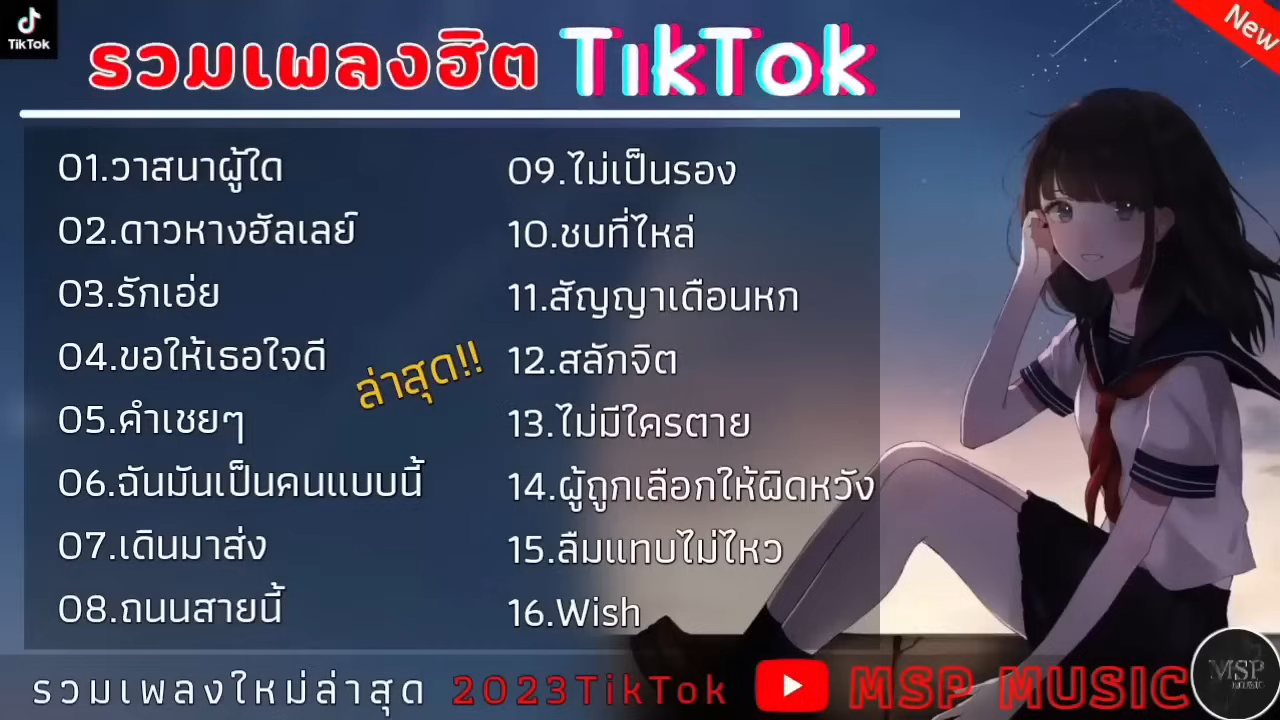 TikTok
รวมเพลงฮิต TikTok
New
01.วาสนาผู้ใด
02.ดาวหางฮัลเลย์
03.รักเอ่ย
04.ขอให้เธอใจดี
05.คำเชยๆ
06.ฉันมันเป็นคนแบบนี้
07.เดินมาส่ง
08.ถนนสายนี้
ล่าสุด!!
09.ไม่เป็นรอง
10.ชบที่ไหล่
11.สัญญาเดือนหก
12.สลักจิต
13.ไม่มีใครตาย
14.ผู้ถูกเลือกให้ผิดหวัง
15.ลืมแทบไม่ไหว
16.Wish
รวมเพลงใหม่ล่าสุด 2023TikTok MSP MUSIC
MSP
MUSIC